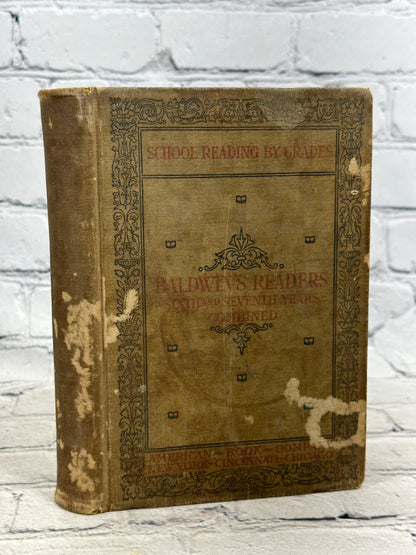 SCHOOL READING BY GRADES
BALDWIN'S READERS
SIXTH AND SEVENTH YEARS
COMBINED
AMERICAN · BOOK · COMPANY
NEW YORK · CINCINNATI · CHICAGO